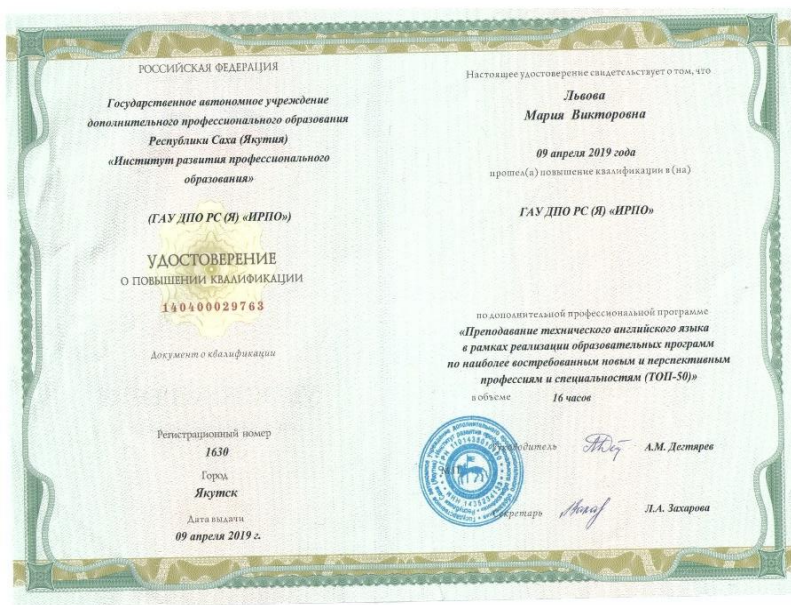 РОССИЙСКАЯ ФЕДЕРАЦИЯ
Государственное автономное учреждение
дополнительного профессионального образования
Республики Саха (Якутия)
«Институт развития профессионального
образования»
(ГАУ ДПО РС (Я) «ИРПО»)
УДОСТОВЕРЕНИЕ
О ПОВЫШЕНИИ КВАЛИФИКАЦИИ
140400029763
Документ о квалификации
Регистрационный номер
1630
Город
Якутск
Дата выдачи
09 апреля 2019 г.
Настоящее удостоверение свидетельствует о том, что
Львова
Мария Викторовна
09 апреля 2019 года
прошел(а) повышение квалификации в (на)
ГАУ ДПО РС (Я) «ИРПО»
по дополнительной профессиональной программе
«Преподавание технического английского языка
в рамках реализации образовательных программ
по наиболее востребованным новым и перспективным
профессиям и специальностям (ТОП-50)»
в объеме 16 часов
Руководитель А.М. Дегтярев
Секретарь Л.А. Захарова